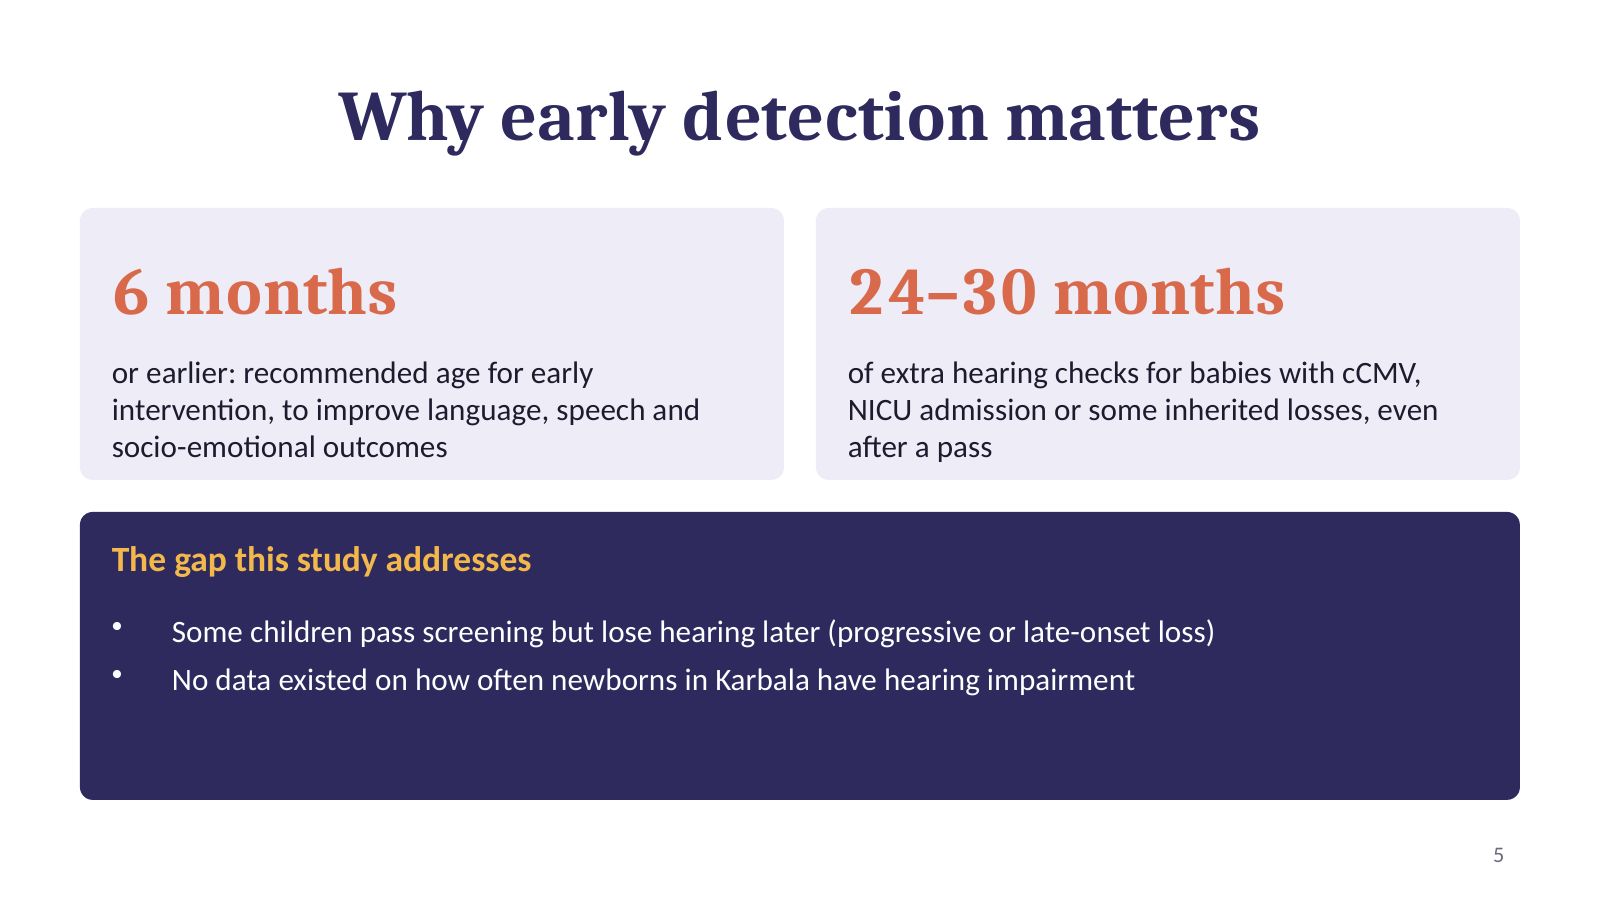 Why early detection matters
6 months
or earlier: recommended age for early
intervention, to improve language, speech and
socio-emotional outcomes
24–30 months
of extra hearing checks for babies with cCMV,
NICU admission or some inherited losses, even
after a pass
The gap this study addresses
• Some children pass screening but lose hearing later (progressive or late-onset loss)
• No data existed on how often newborns in Karbala have hearing impairment
5